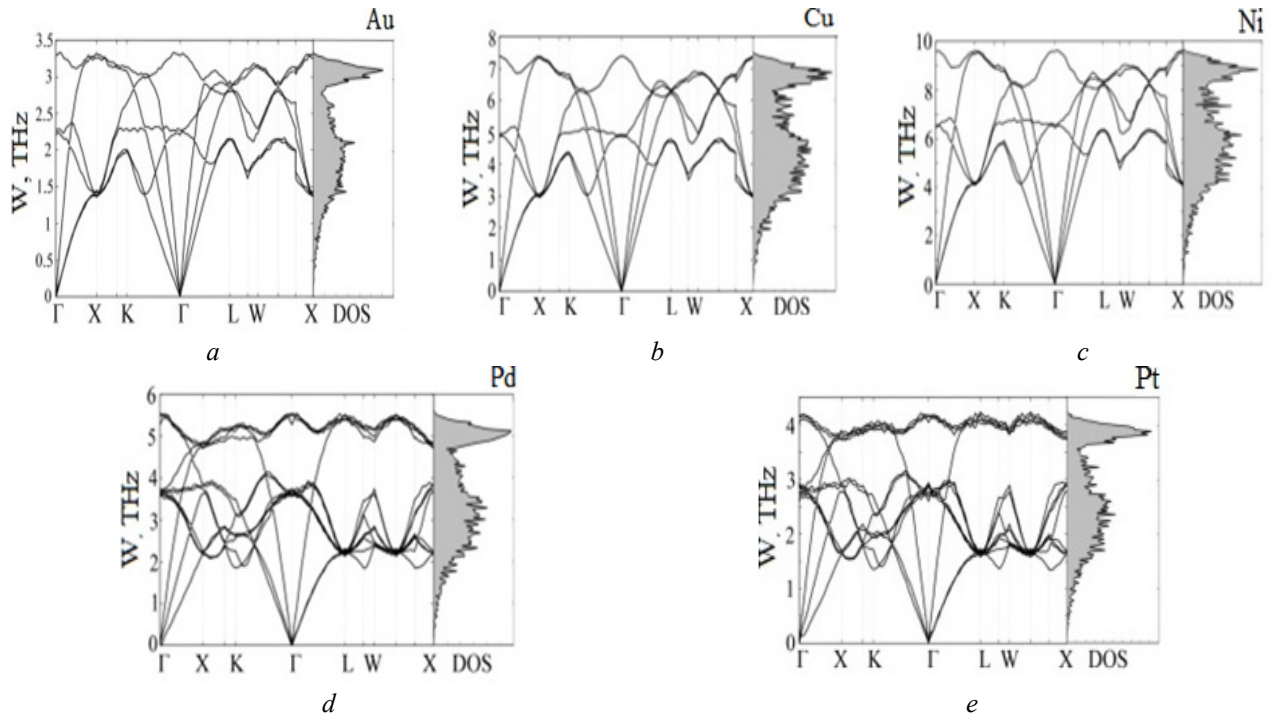 Au
3.5
3
2.5
2
1.5
1
0.5
0
W, THz
Γ X K Γ L W X DOS
a
Cu
8
7
6
5
4
3
2
1
0
W, THz
Γ X K Γ L W X DOS
b
Ni
10
8
6
4
2
0
W, THz
Γ X K Γ L W X DOS
c
Pd
6
5
4
3
2
1
0
W, THz
Γ X K Γ L W X DOS
d
Pt
4
3
2
1
0
W, THz
Γ X K Γ L W X DOS
e